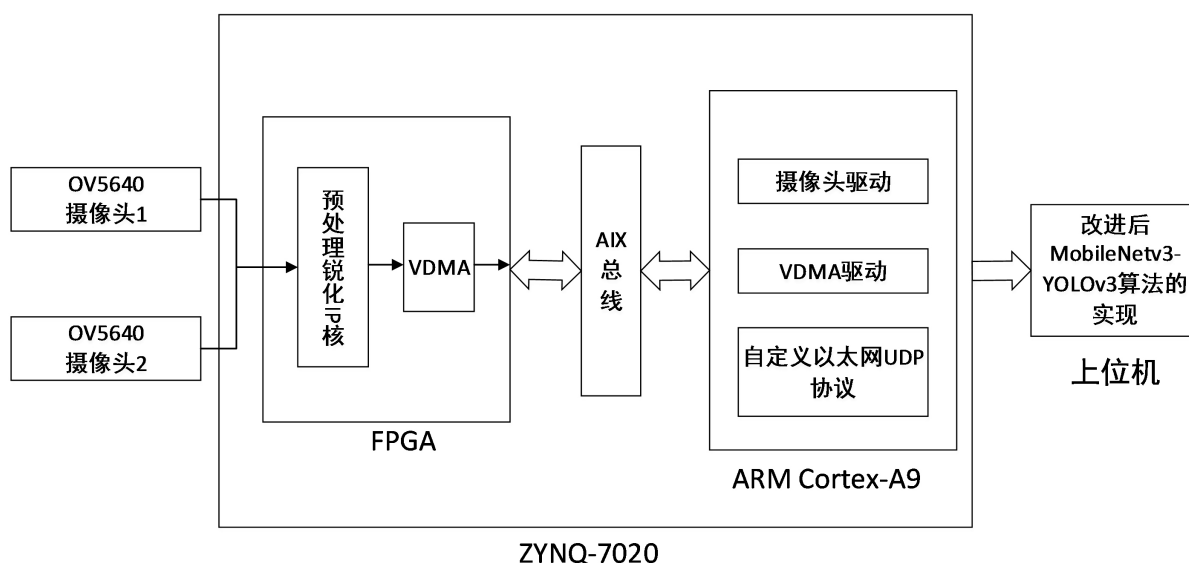 OV5640
摄像头1
OV5640
摄像头2
预处理锐化IP核
VDMA
FPGA
AIX
总
线
摄像头驱动
VDMA驱动
自定义以太网UDP
协议
ARM Cortex-A9
ZYNQ-7020
改进后
MobileNetv3-
YOLOv3算法的
实现
上位机